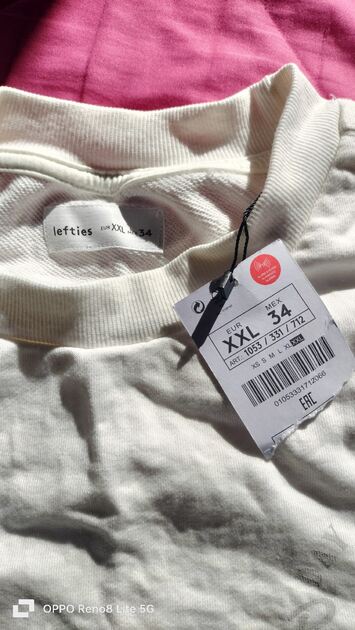 lefties EUR XXL MEX 34
EUR MEX
XXL 34
ART. 1053 / 331 / 712
XS S M L XL XXL
01053331712066
EAC
OPPO Reno8 Lite 5G